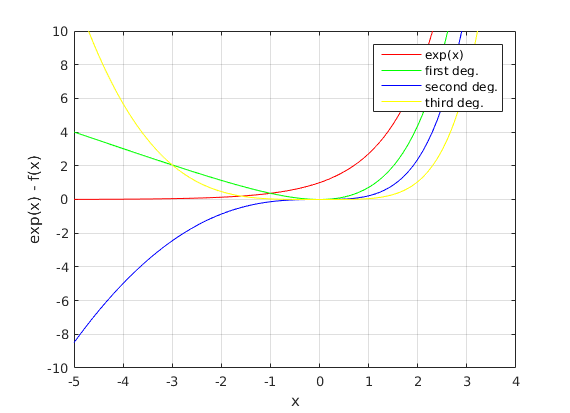 10
8
6
4
2
0
-2
-4
-6
-8
-10
exp(x) - f(x)
exp(x)
first deg.
second deg.
third deg.
-5 -4 -3 -2 -1 0 1 2 3 4
x